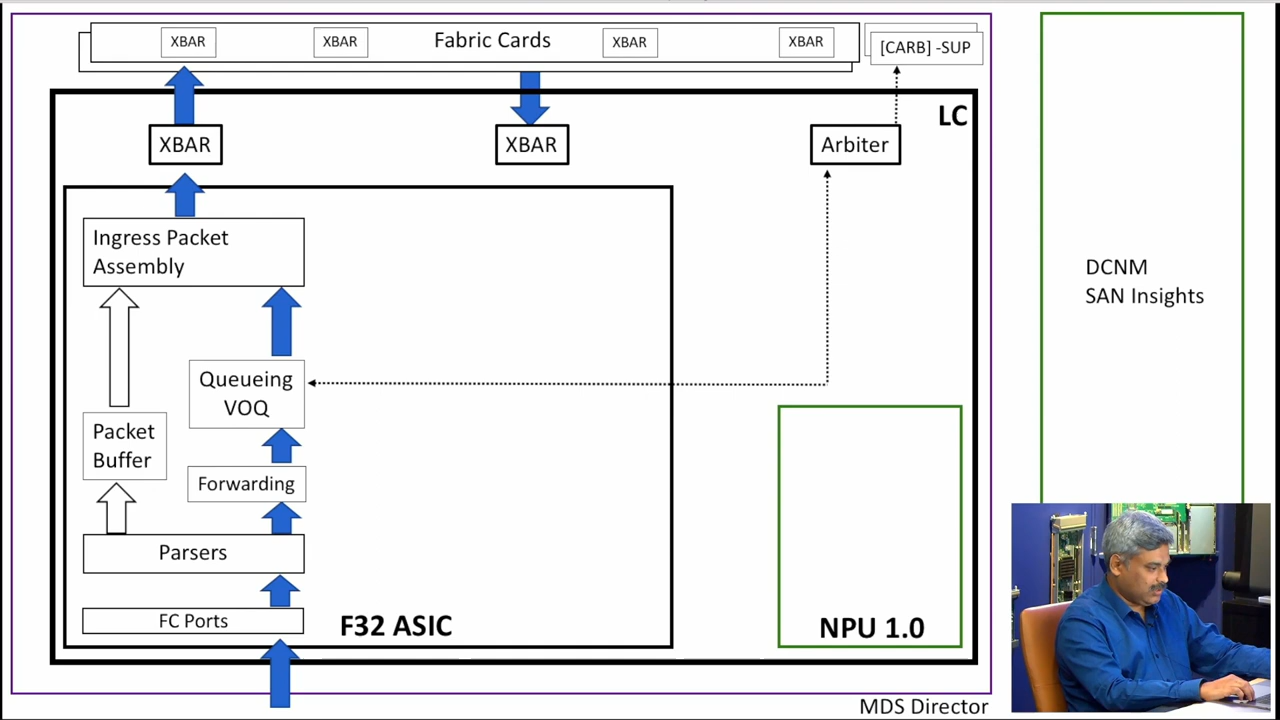 XBAR
XBAR
Fabric Cards
XBAR
XBAR
[CARB] -SUP
LC
XBAR
XBAR
Arbiter
Ingress Packet
Assembly
DCNM
SAN Insights
Queueing
VOQ
Packet
Buffer
Forwarding
Parsers
FC Ports
F32 ASIC
NPU 1.0
MDS Director